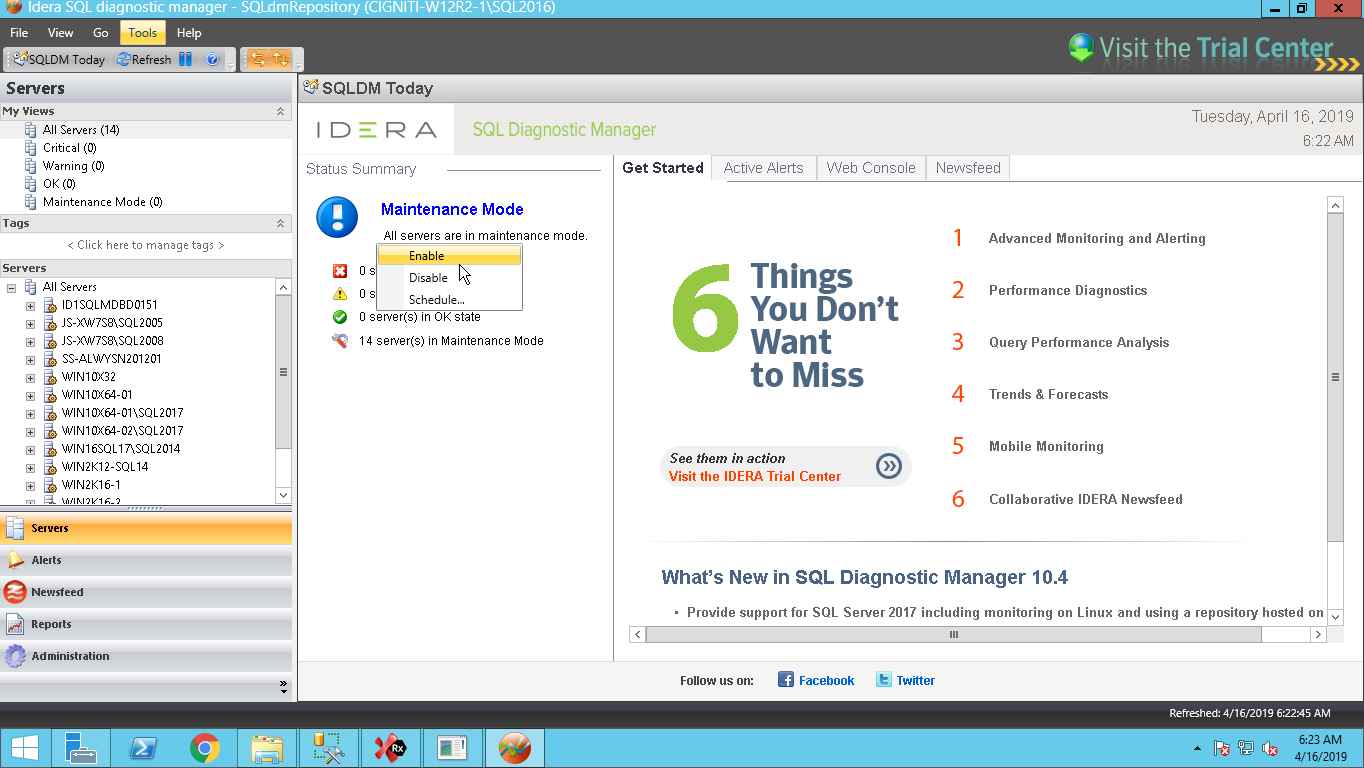 Idera SQL diagnostic manager - SQLdmRepository (CIGNITI-W12R2-1\SQL2016)
File View Go Tools Help
SQLDM Today Refresh
Visit the Trial Center
Servers
My Views
All Servers (14)
Critical (0)
Warning (0)
OK (0)
Maintenance Mode (0)
Tags
< Click here to manage tags >
Servers
All Servers
ID1SQLMDBD0151
JS-XW7S8\SQL2005
JS-XW7S8\SQL2008
SS-ALWYSN201201
WIN10X32
WIN10X64-01
WIN10X64-01\SQL2017
WIN10X64-02\SQL2017
WIN16SQL17\SQL2014
WIN2K12-SQL14
WIN2K16-1
WIN2K16-2
Servers
Alerts
Newsfeed
Reports
Administration
SQLDM Today
IDERA SQL Diagnostic Manager
Tuesday, April 16, 2019
6:22 AM
Status Summary
Maintenance Mode
All servers are in maintenance mode.
Enable
Disable
Schedule...
0 s
0 s
0 server(s) in OK state
14 server(s) in Maintenance Mode
Get Started Active Alerts Web Console Newsfeed
6 Things
You Don't
Want
to Miss
See them in action
Visit the IDERA Trial Center
1 Advanced Monitoring and Alerting
2 Performance Diagnostics
3 Query Performance Analysis
4 Trends & Forecasts
5 Mobile Monitoring
6 Collaborative IDERA Newsfeed
What's New in SQL Diagnostic Manager 10.4
• Provide support for SQL Server 2017 including monitoring on Linux and using a repository hosted on
Follow us on: Facebook Twitter
Refreshed: 4/16/2019 6:22:45 AM
Rx
6:23 AM
4/16/2019